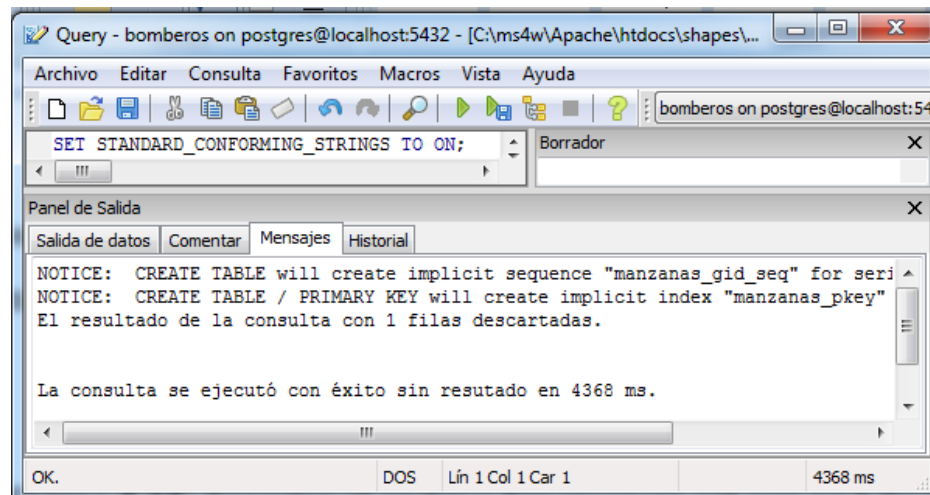 Query - bomberos on postgres@localhost:5432 - [C:\ms4w\Apache\htdocs\shapes\...
Archivo Editar Consulta Favoritos Macros Vista Ayuda
bomberos on postgres@localhost:54
SET STANDARD_CONFORMING_STRINGS TO ON;
Borrador
Panel de Salida
Salida de datos Comentar Mensajes Historial
NOTICE: CREATE TABLE will create implicit sequence "manzanas_gid_seq" for seri
NOTICE: CREATE TABLE / PRIMARY KEY will create implicit index "manzanas_pkey"
El resultado de la consulta con 1 filas descartadas.
La consulta se ejecutó con éxito sin resutado en 4368 ms.
OK. DOS Lín 1 Col 1 Car 1 4368 ms